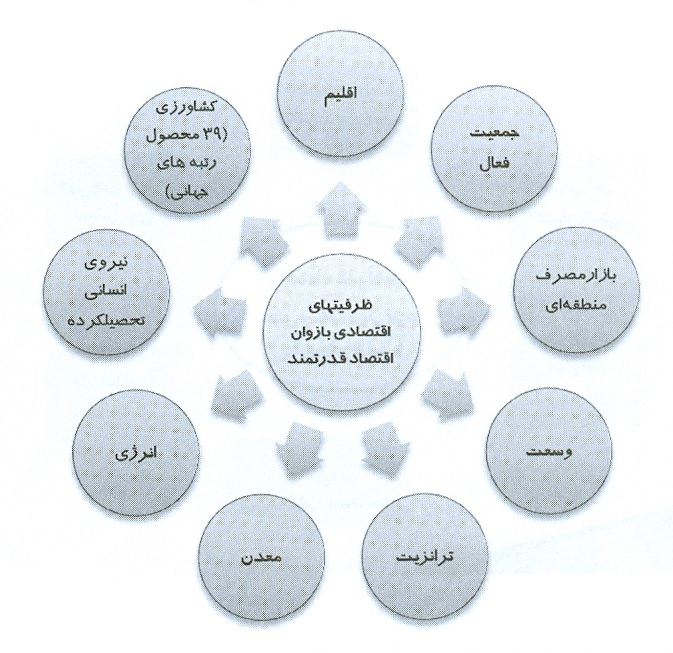 اقلیم
جمعیت
فعال
بازارمصرف
منطقه‌ای
وسعت
ترانزیت
معدن
انرژی
نیروی
انسانی
تحصیلکرده
کشاورزی
(۳۹ محصول
رتبه های
جهانی)
ظرفیتهای
اقتصادی بازوان
اقتصاد قدرتمند